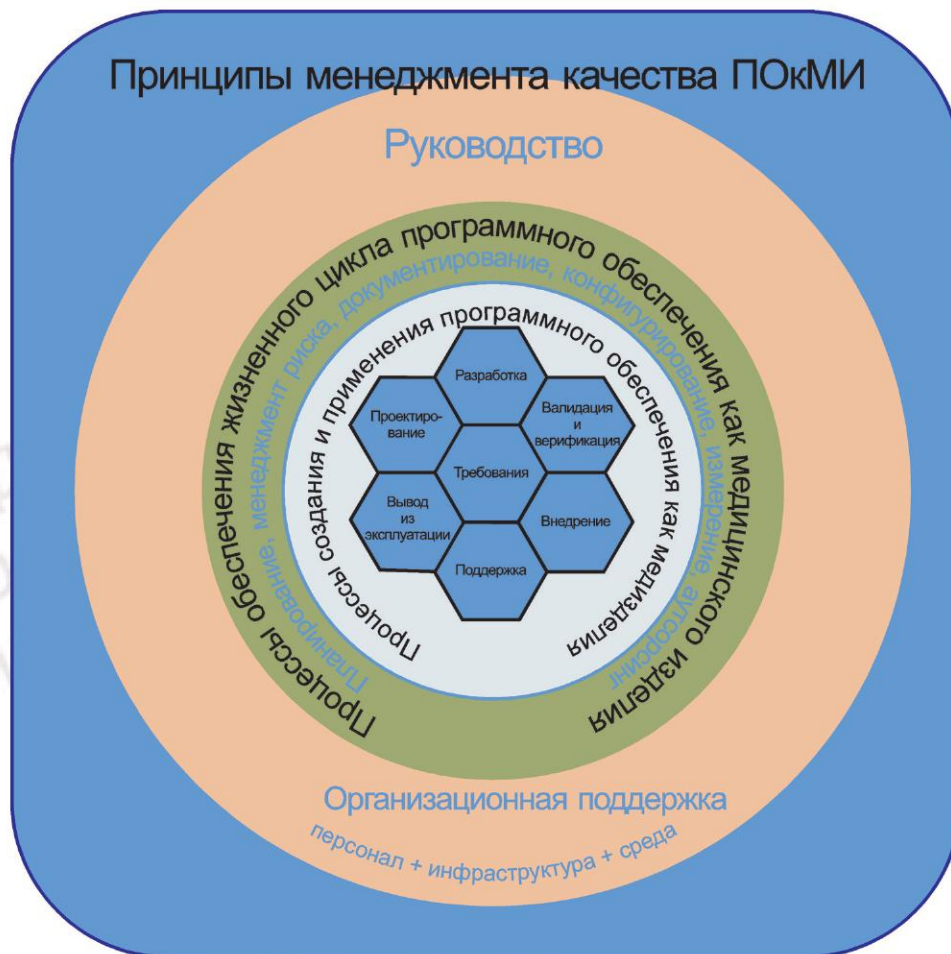 Принципы менеджмента качества ПОкМИ
Руководство
Процессы обеспечения жизненного цикла программного обеспечения как медицинского изделия
Планирование, менеджмент риска, документирование, конфигурирование, измерение, аутсорсинг
Процессы создания и применения программного обеспечения как медизделия
Разработка
Проектиро-
вание
Валидация
и
верификация
Требования
Вывод
из
эксплуатации
Внедрение
Поддержка
Организационная поддержка
персонал + инфраструктура + среда